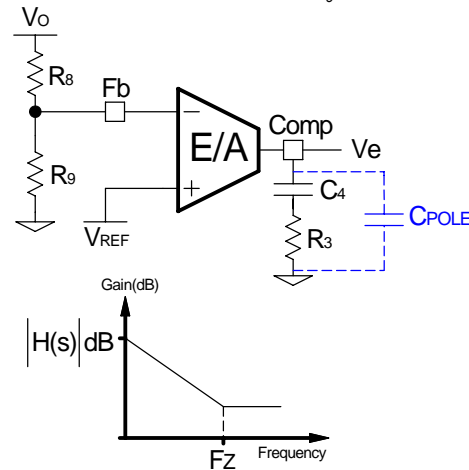 Vo
R8
Fb
E/A
Comp
Ve
R9
VREF
C4
R3
CPOLE
Gain(dB)
|H(s)|dB
Fz
Frequency